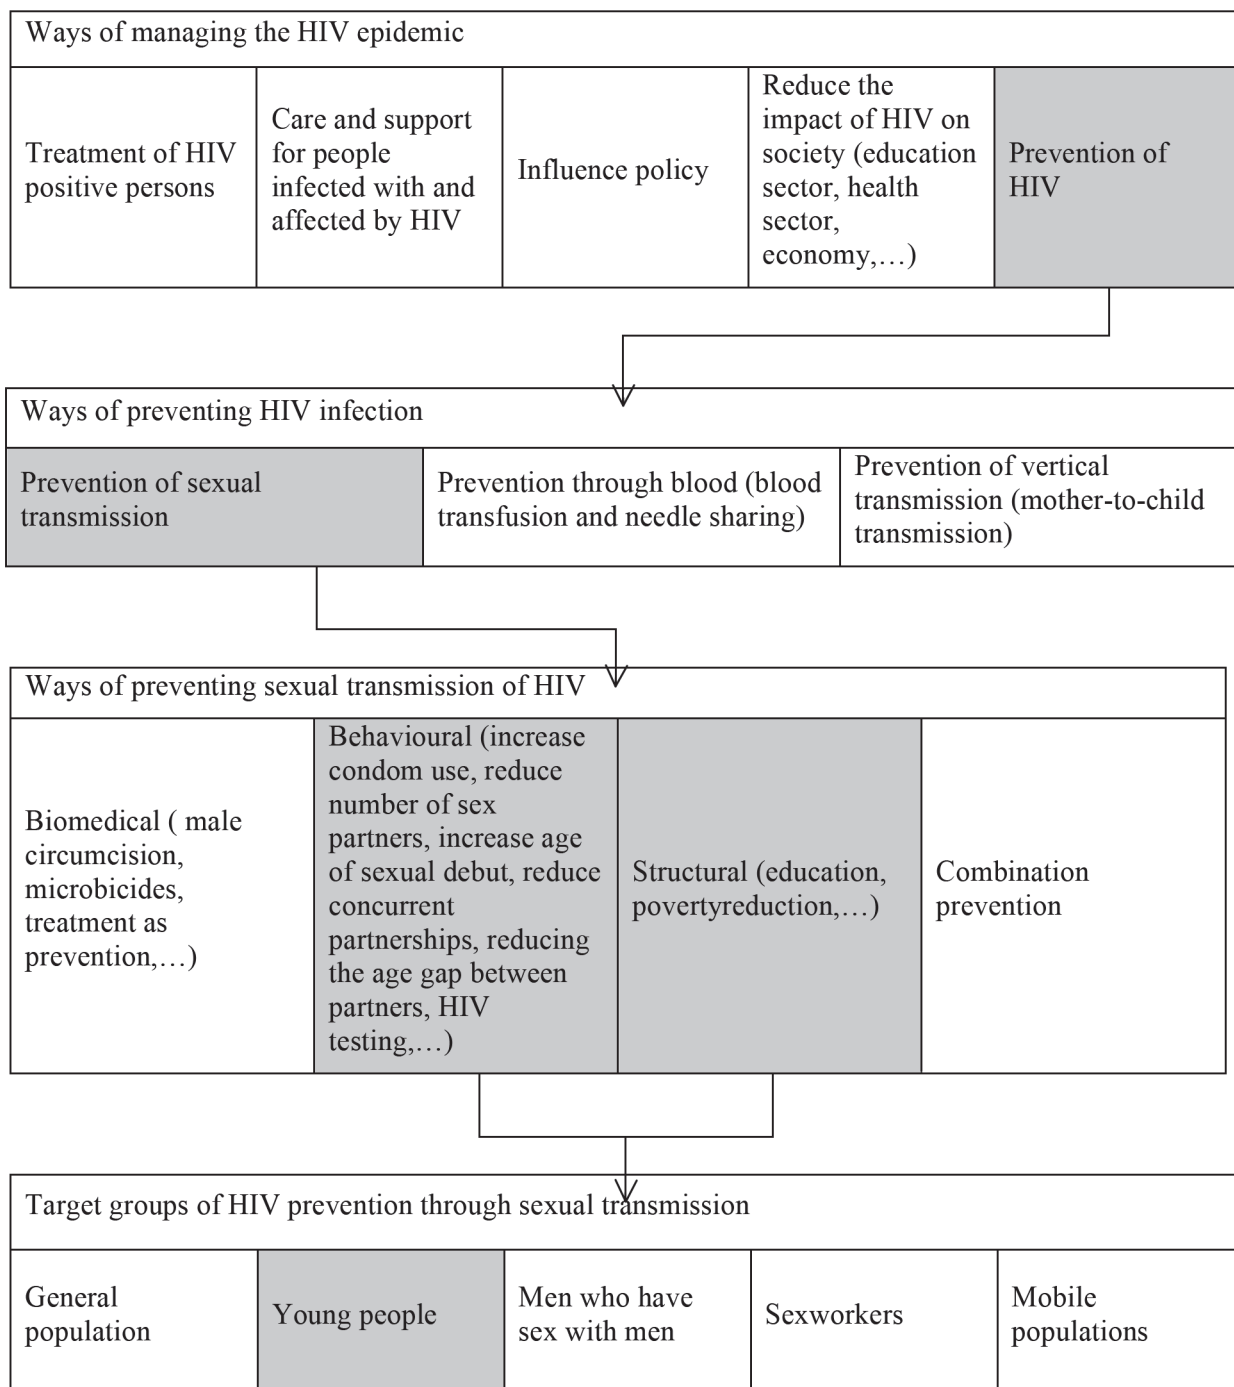 Ways of managing the HIV epidemic
Treatment of HIV
positive persons
Care and support
for people
infected with and
affected by HIV
Influence policy
Reduce the
impact of HIV on
society (education
sector, health
sector,
economy,…)
Prevention of
HIV
Ways of preventing HIV infection
Prevention of sexual
transmission
Prevention through blood (blood
transfusion and needle sharing)
Prevention of vertical
transmission (mother-to-child
transmission)
Ways of preventing sexual transmission of HIV
Biomedical ( male
circumcision,
microbicides,
treatment as
prevention,…)
Behavioural (increase
condom use, reduce
number of sex
partners, increase age
of sexual debut, reduce
concurrent
partnerships, reducing
the age gap between
partners, HIV
testing,…)
Structural (education,
povertyreduction,…)
Combination
prevention
Target groups of HIV prevention through sexual transmission
General
population
Young people
Men who have
sex with men
Sexworkers
Mobile
populations